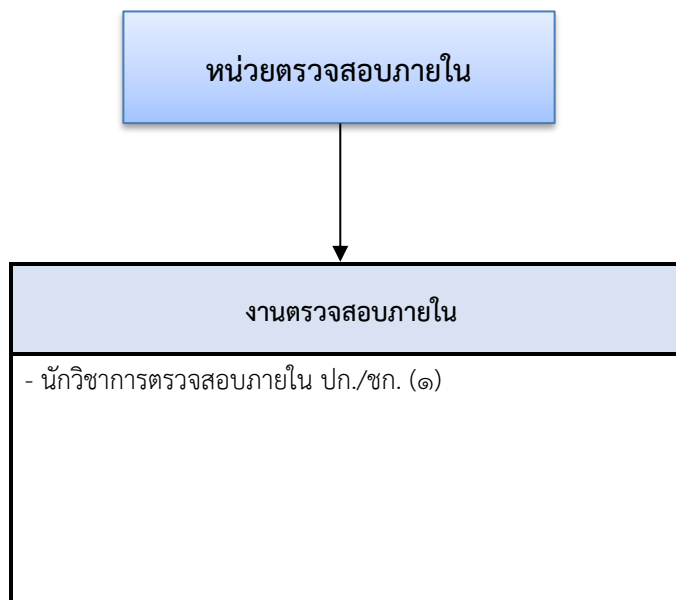 หน่วยตรวจสอบภายใน
งานตรวจสอบภายใน
- นักวิชาการตรวจสอบภายใน ปก./ชก. (๑)